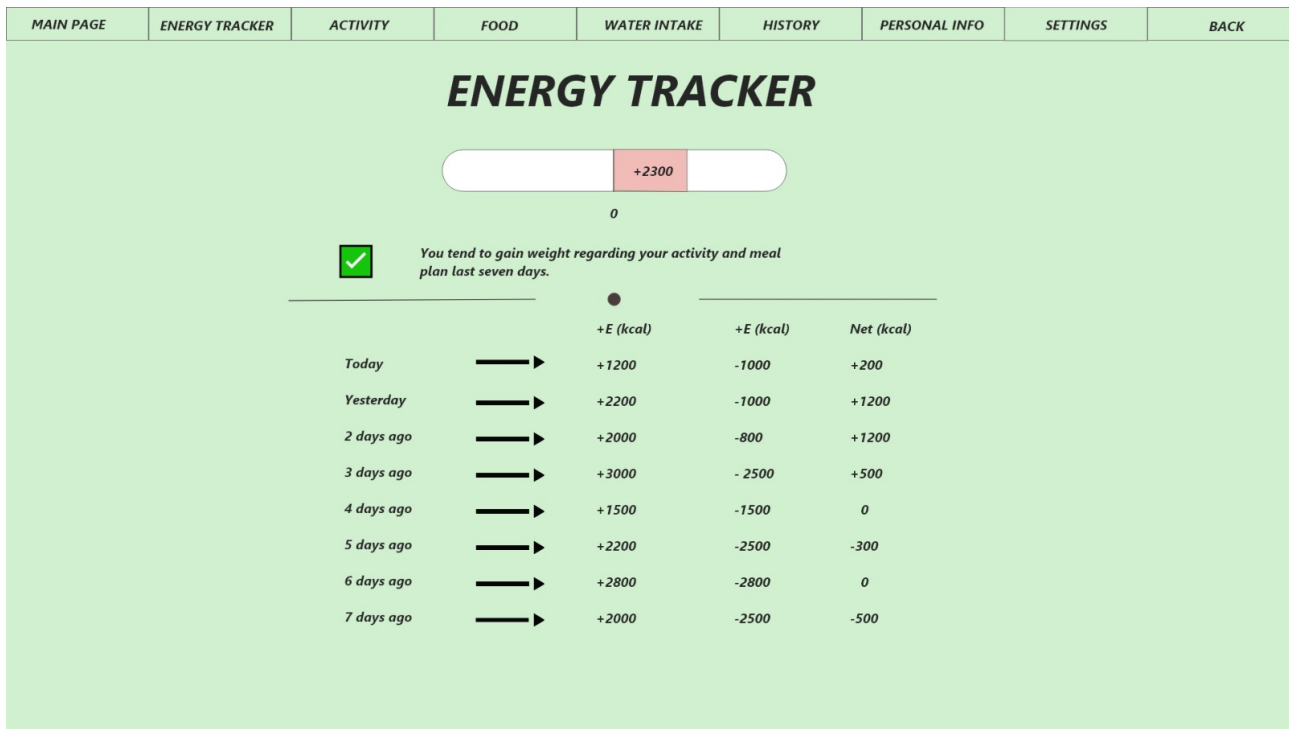 MAIN PAGE ENERGY TRACKER ACTIVITY FOOD WATER INTAKE HISTORY PERSONAL INFO SETTINGS BACK
ENERGY TRACKER
+2300
0
You tend to gain weight regarding your activity and meal
plan last seven days.
+E (kcal) +E (kcal) Net (kcal)
Today +1200 -1000 +200
Yesterday +2200 -1000 +1200
2 days ago +2000 -800 +1200
3 days ago +3000 - 2500 +500
4 days ago +1500 -1500 0
5 days ago +2200 -2500 -300
6 days ago +2800 -2800 0
7 days ago +2000 -2500 -500